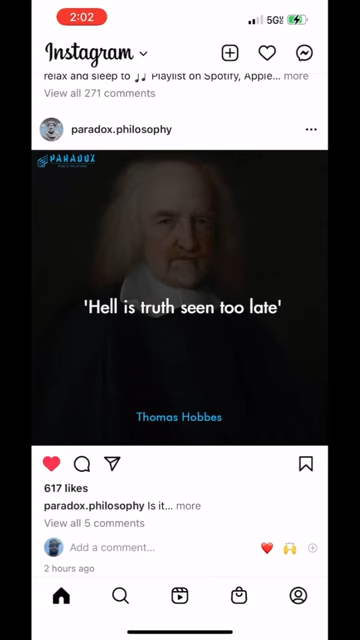 2:02
5G
Instagram
relax and sleep to 🎵 Playlist on Spotify, Apple... more
View all 271 comments
paradox.philosophy
PARADOX
'Hell is truth seen too late'
Thomas Hobbes
617 likes
paradox.philosophy Is it... more
View all 5 comments
Add a comment...
2 hours ago